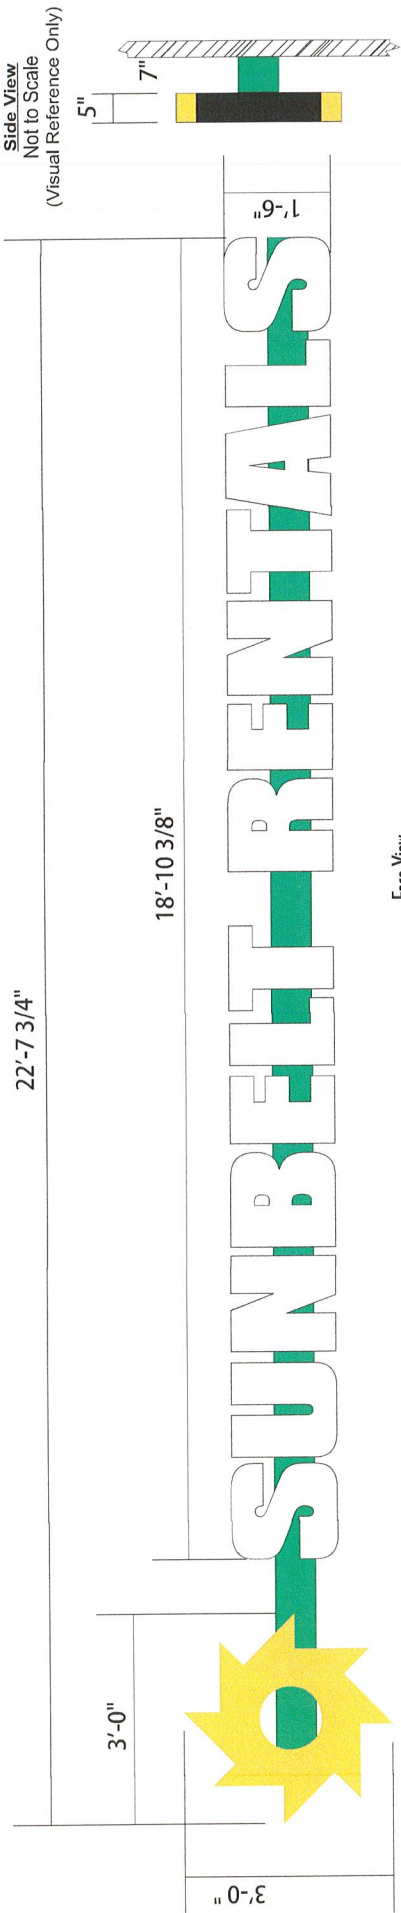 22'-7 3/4"
18'-10 3/8"
3'-0"
3'-0"
SUNBELT RENTALS
1'-6"
Side View
Not to Scale
(Visual Reference Only)
5"
7"
Face View